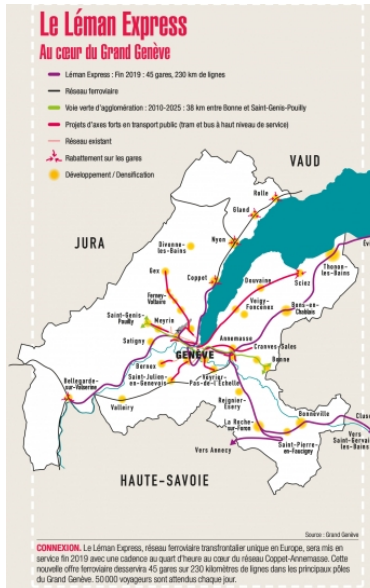 Le Léman Express
Au cœur du Grand Genève
Léman Express : Fin 2019 : 45 gares, 230 km de lignes
Réseau ferroviaire
Voie verte d'agglomération : 2010-2025 : 38 km entre Bonne et Saint-Genis-Pouilly
Projets d'axes forts en transport public (tram et bus à haut niveau de service)
Réseau existant
Rabattement sur les gares
Développement / Densification
VAUD
Rolle
Gland
JURA
Divonne-
les-Bains
Nyon
Thonon-
les-
Bains
Gex
Coppet
Douvaine
Sciez
Ferney-
Voltaire
Veigy-
Foncenex
Bons-en-
Chablais
Saint-Genis-
Pouilly
Meyrin
Annemasse
Satigny
GENÈVE
Cranves-Sales
Bonne
Bellegarde-
sur-Valserine
Bernex
Saint-Julien-
en-Genevois
Veyrier-
Pas-de-l'Echelle
Valleiry
Reignier-
Esery
Bonneville
La Roche-
sur-Foron
Vers Annecy
Saint-Pierre-
en-Faucigny
Vers
Saint-Gervais
les-Bains
HAUTE-SAVOIE
Source : Grand Genève
CONNEXION. Le Léman Express, réseau ferroviaire transfrontalier unique en Europe, sera mis en
service fin 2019 avec une cadence au quart d'heure au cœur du réseau Coppet-Annemasse. Cette
nouvelle offre ferroviaire desservira 45 gares sur 230 kilomètres de lignes dans les principaux pôles
du Grand Genève. 50 000 voyageurs sont attendus chaque jour.